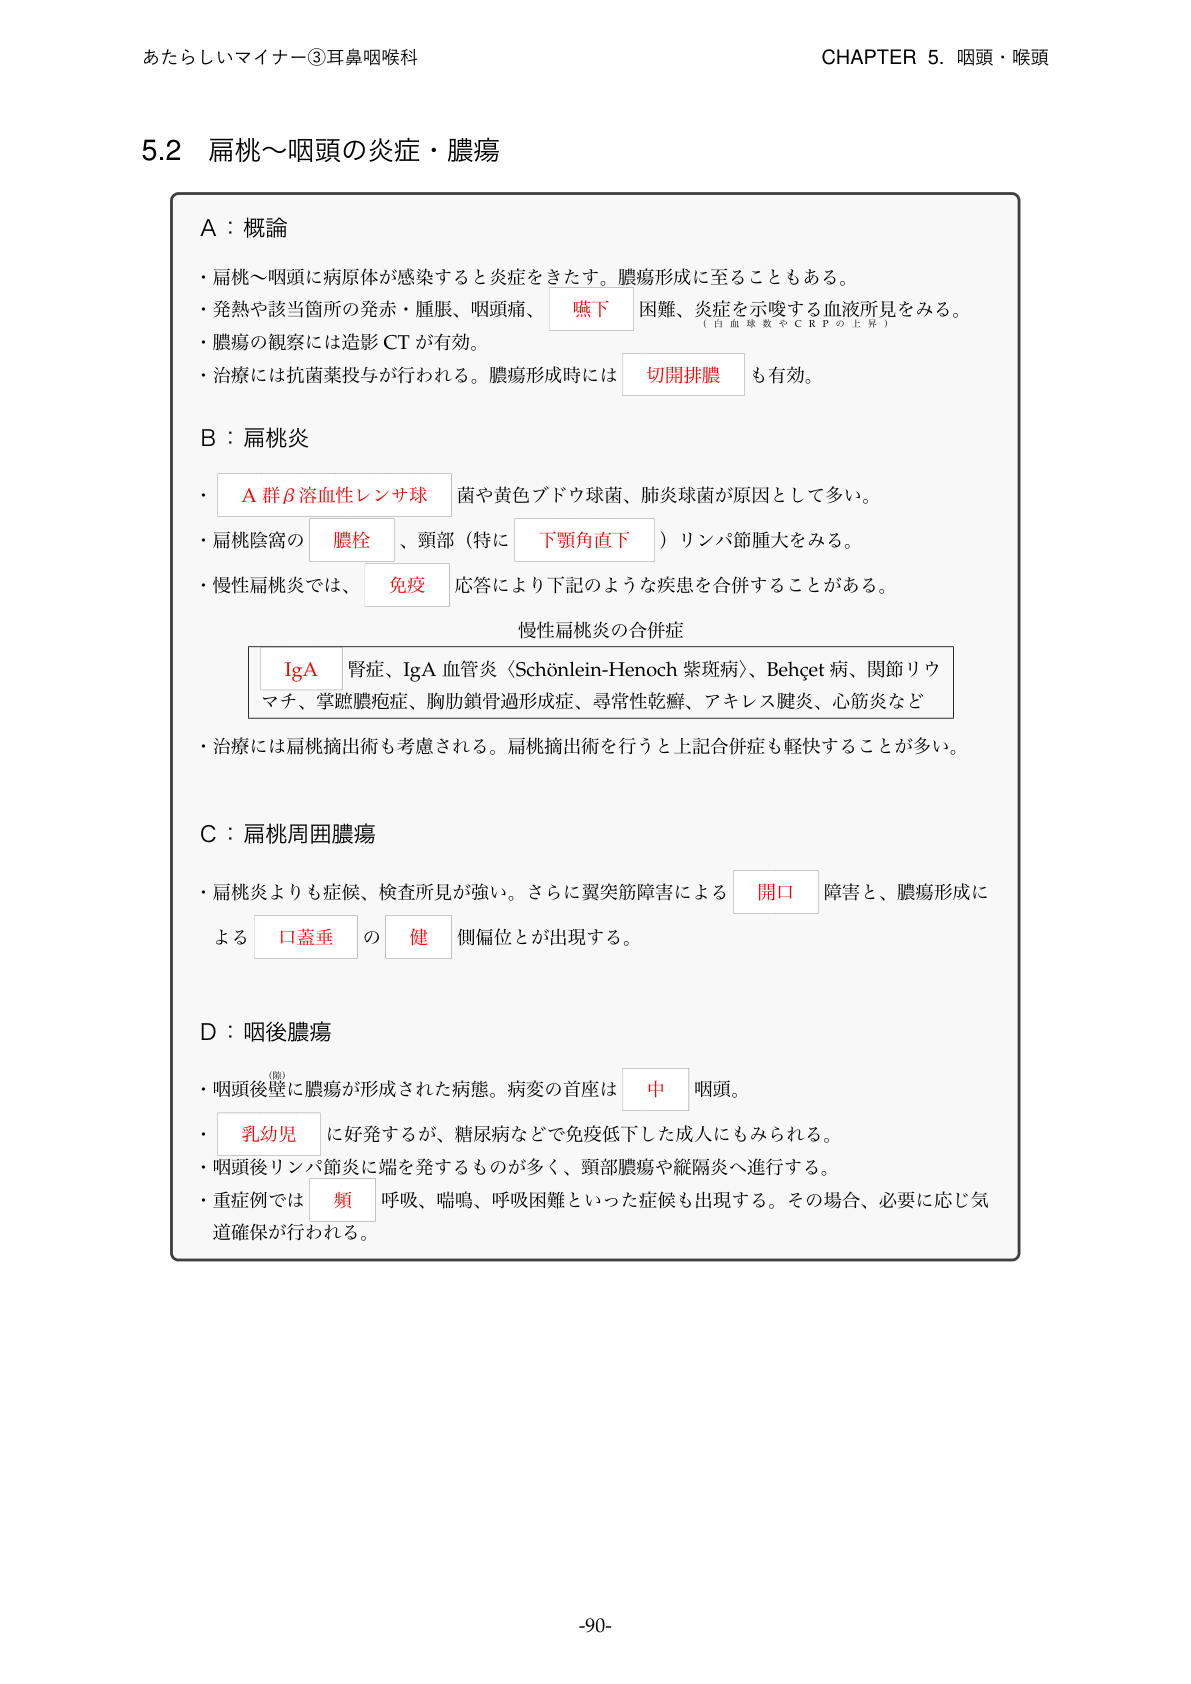 あたらしいマイナー③耳鼻咽喉科
CHAPTER 5. 咽頭・喉頭
5.2 扁桃〜咽頭の炎症・膿瘍
A：概論
・扁桃〜咽頭に病原体が感染すると炎症をきたす。膿瘍形成に至ることもある。
・発熱や該当箇所の発赤・腫脹、咽頭痛、 嚥下 困難、炎症を示唆する血液所見をみる。
（白血球数やCRPの上昇）
・膿瘍の観察には造影 CT が有効。
・治療には抗菌薬投与が行われる。膿瘍形成時には 切開排膿 も有効。
B：扁桃炎
・ A 群 β 溶血性レンサ球 菌や黄色ブドウ球菌、肺炎球菌が原因として多い。
・扁桃陰窩の 膿栓 、頸部（特に 下顎角直下 ）リンパ節腫大をみる。
・慢性扁桃炎では、 免疫 応答により下記のような疾患を合併することがある。
慢性扁桃炎の合併症
IgA 腎症、IgA 血管炎〈Schönlein-Henoch 紫斑病〉、Behçet 病、関節リウ
マチ、掌蹠膿疱症、胸肋鎖骨過形成症、尋常性乾癬、アキレス腱炎、心筋炎など
・治療には扁桃摘出術も考慮される。扁桃摘出術を行うと上記合併症も軽快することが多い。
C：扁桃周囲膿瘍
・扁桃炎よりも症候、検査所見が強い。さらに翼突筋障害による 開口 障害と、膿瘍形成に
よる 口蓋垂 の 健 側偏位とが出現する。
D：咽後膿瘍
(隙)
・咽頭後壁に膿瘍が形成された病態。病変の首座は 中 咽頭。
・ 乳幼児 に好発するが、糖尿病などで免疫低下した成人にもみられる。
・咽頭後リンパ節炎に端を発するものが多く、頸部膿瘍や縦隔炎へ進行する。
・重症例では 頻 呼吸、喘鳴、呼吸困難といった症候も出現する。その場合、必要に応じ気
道確保が行われる。
-90-